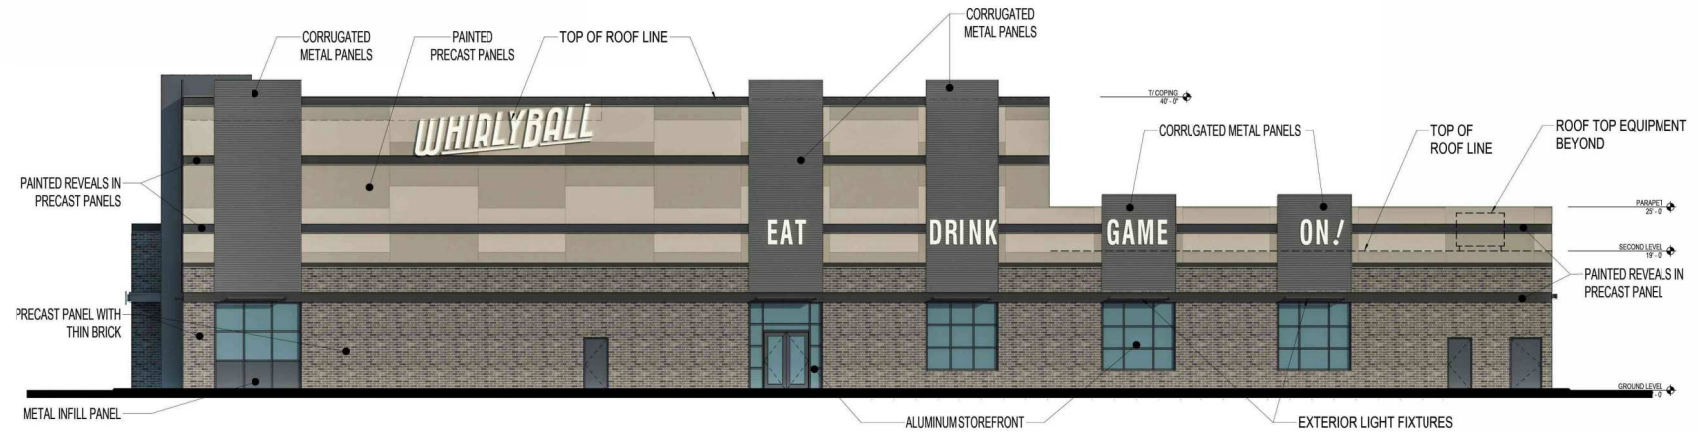 CORRUGATED
METAL PANELS
PAINTED
PRECAST PANELS
TOP OF ROOF LINE
CORRUGATED
METAL PANELS
T/ COPING
40' - 0"
CORRUGATED METAL PANELS
TOP OF
ROOF LINE
ROOF TOP EQUIPMENT
BEYOND
WHIRLYBALL
PAINTED REVEALS IN
PRECAST PANELS
PARAPET
25' - 0
EAT
DRINK
GAME
ON!
SECOND LEVEL
19' - 0
PAINTED REVEALS IN
PRECAST PANEL
PRECAST PANEL WITH
THIN BRICK
GROUND LEVEL
METAL INFILL PANEL
ALUMINUM STOREFRONT
EXTERIOR LIGHT FIXTURES